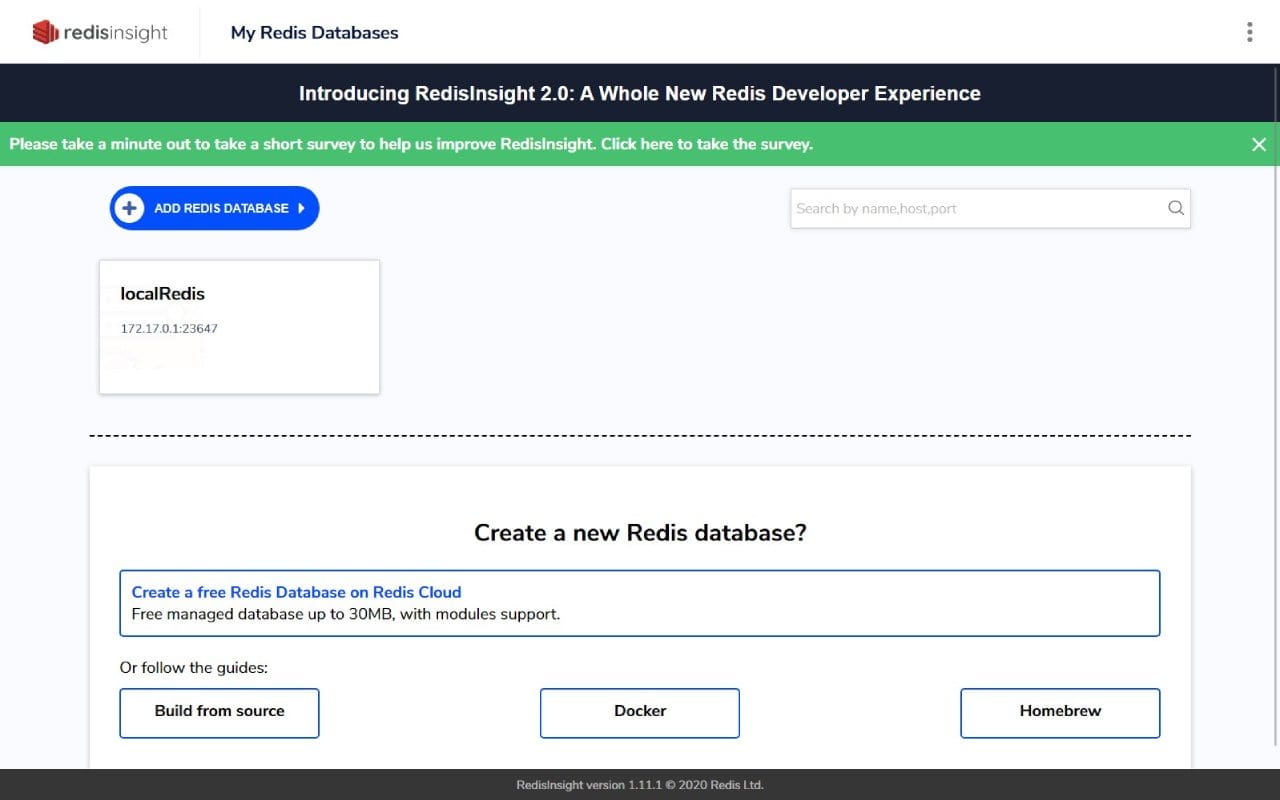 redisinsight
My Redis Databases
Introducing RedisInsight 2.0: A Whole New Redis Developer Experience
Please take a minute out to take a short survey to help us improve RedisInsight. Click here to take the survey.
ADD REDIS DATABASE
Search by name,host,port
localRedis
172.17.0.1:23647
Create a new Redis database?
Create a free Redis Database on Redis Cloud
Free managed database up to 30MB, with modules support.
Or follow the guides:
Build from source
Docker
Homebrew
RedisInsight version 1.11.1 © 2020 Redis Ltd.